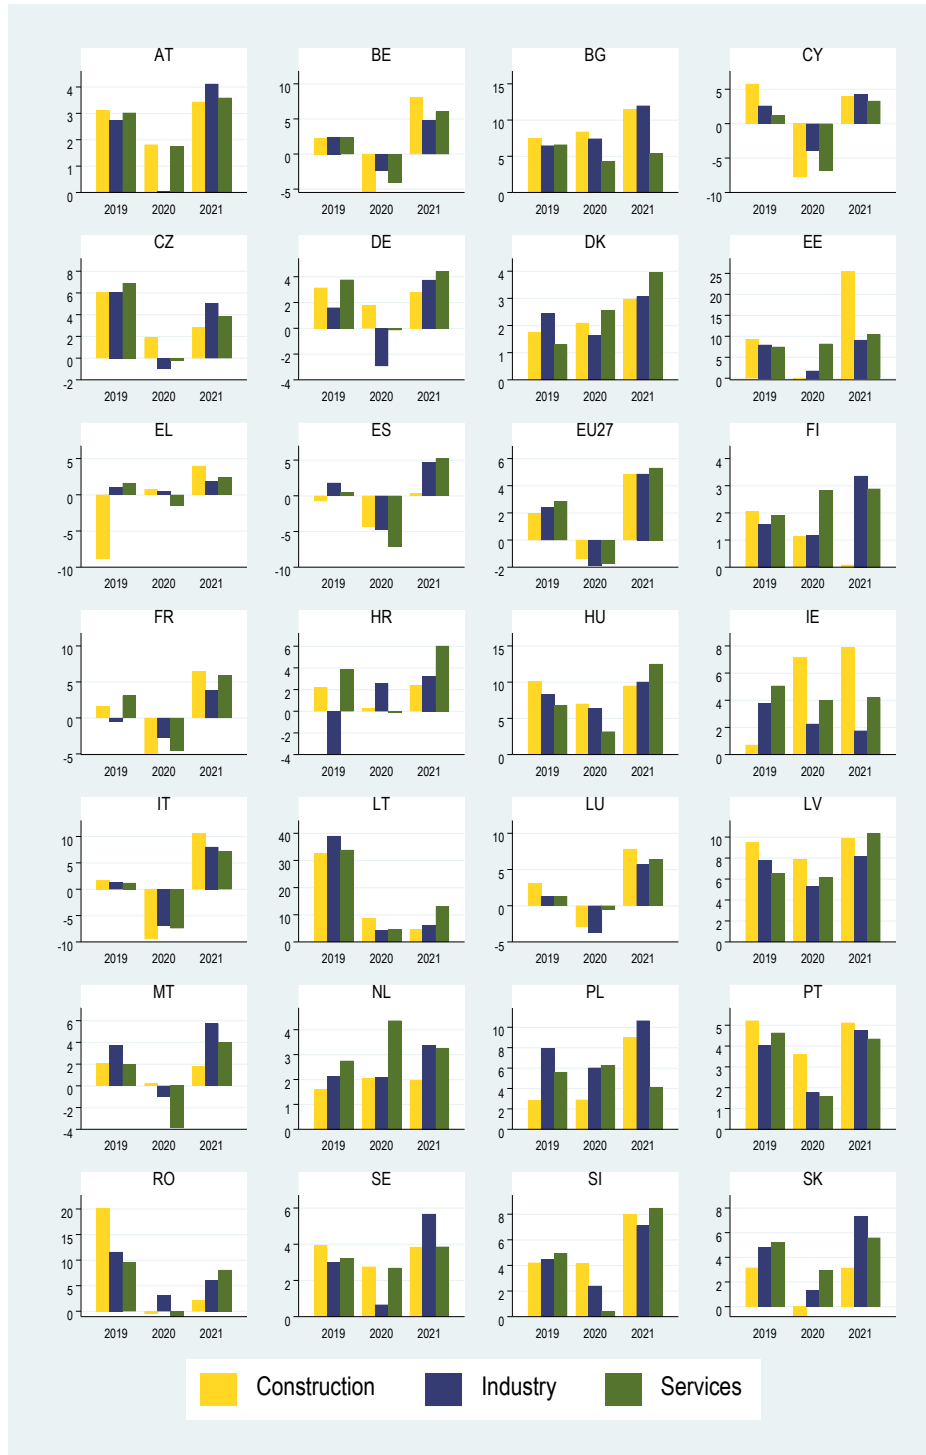 AT BE BG CY
4 3 2 1 0
10 5 0 -5
15 10 5 0
5 0 -5 -10
2019 2020 2021 2019 2020 2021 2019 2020 2021 2019 2020 2021
CZ DE DK EE
8 6 4 2 0 -2
4 2 0 -2 -4
4 3 2 1 0
25 20 15 10 5 0
2019 2020 2021 2019 2020 2021 2019 2020 2021 2019 2020 2021
EL ES EU27 FI
5 0 -10
5 0 -10
6 4 2 0 -2
4 3 2 1 0
2019 2020 2021 2019 2020 2021 2019 2020 2021 2019 2020 2021
FR HR HU IE
10 5 0 -5
6 4 2 0 -2 -4
15 10 5 0
8 6 4 2 0
2019 2020 2021 2019 2020 2021 2019 2020 2021 2019 2020 2021
IT LT LU LV
10 5 0 -5 -10
40 30 20 10 0
10 5 0 -5
10 8 6 4 2 0
2019 2020 2021 2019 2020 2021 2019 2020 2021 2019 2020 2021
MT NL PL PT
6 4 2 0 -2 -4
4 3 2 1 0
10 8 6 4 2 0
5 4 3 2 1 0
2019 2020 2021 2019 2020 2021 2019 2020 2021 2019 2020 2021
RO SE SI SK
20 15 10 5 0
6 4 2 0
8 6 4 2 0
8 6 4 2 0
2019 2020 2021 2019 2020 2021 2019 2020 2021 2019 2020 2021
Construction Industry Services